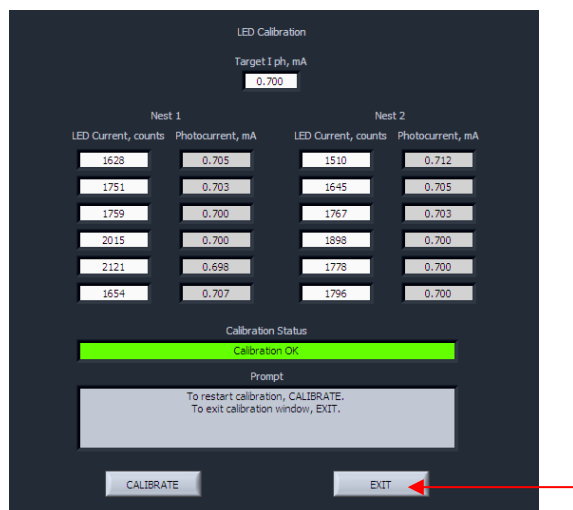 LED Calibration
Target I ph, mA
0.700
Nest 1 Nest 2
LED Current, counts Photocurrent, mA LED Current, counts Photocurrent, mA
1628 0.705 1510 0.712
1751 0.703 1645 0.705
1759 0.700 1767 0.703
2015 0.700 1898 0.700
2121 0.698 1778 0.700
1654 0.707 1796 0.700
Calibration Status
Calibration OK
Prompt
To restart calibration, CALIBRATE.
To exit calibration window, EXIT.
CALIBRATE EXIT